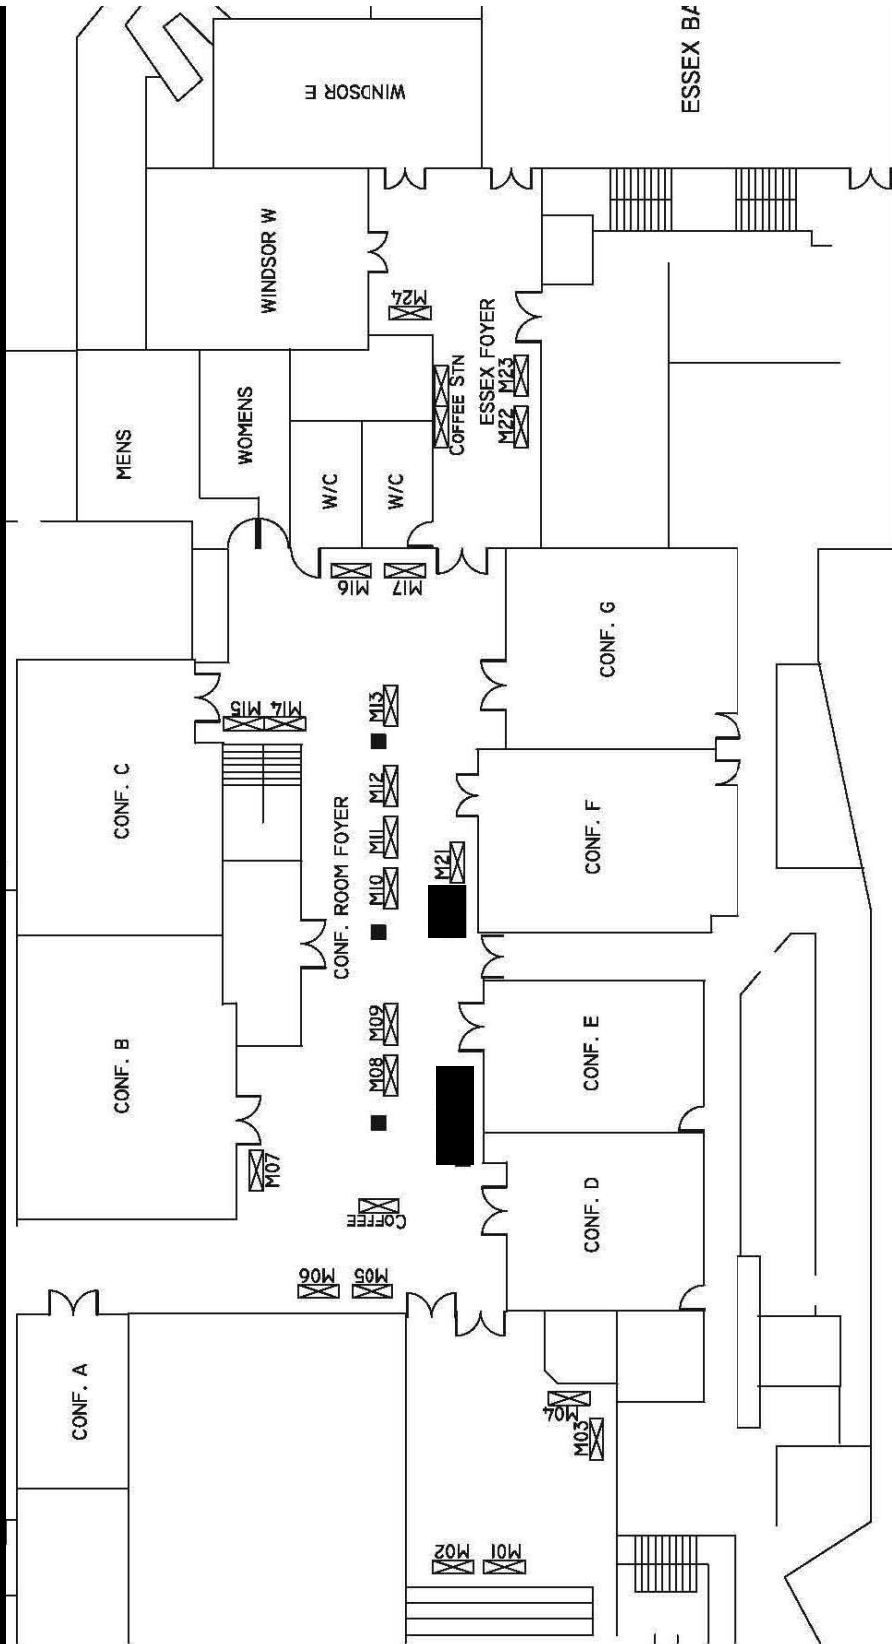 ESSEX BA
WINDSOR E
WINDSOR W
M24
ESSEX FOYER
M23
COFFEE STN
M22
WOMENS
MENS
W/C
W/C
M16
M17
CONF. G
M15
M14
M13
CONF. C
M12
CONF. F
M11
M21
M10
CONF. ROOM FOYER
M09
CONF. E
CONF. B
M08
M07
CONF. D
COFFEE
M06
M05
CONF. A
M04
M03
M02
M01